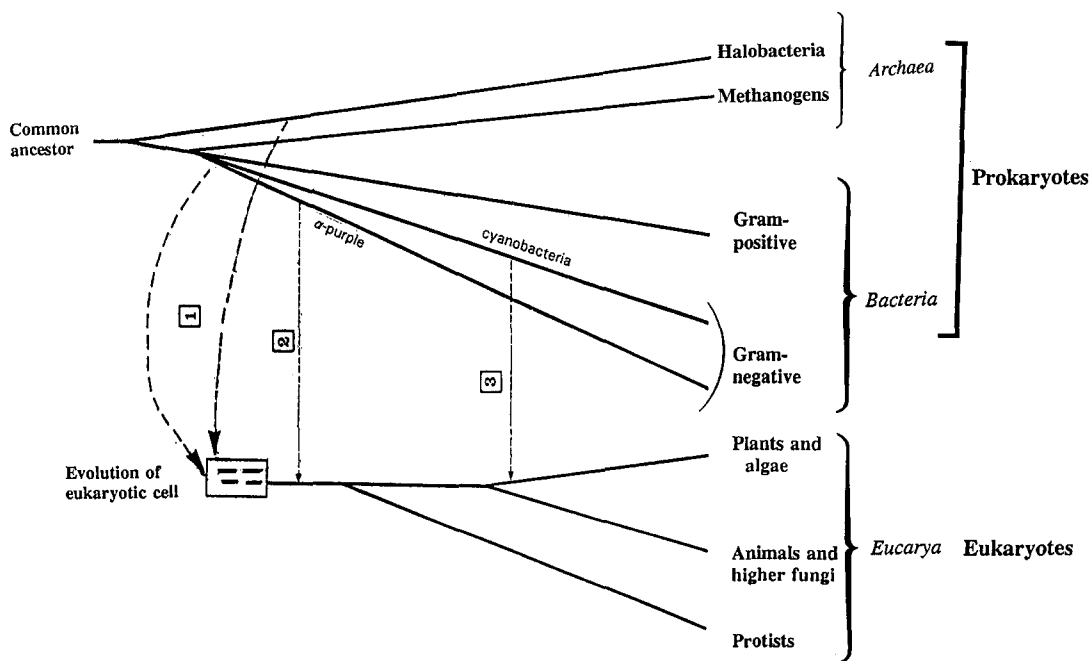 Halobacteria
Archaea
Methanogens
Common
ancestor
Prokaryotes
Gram-
positive
α-purple
cyanobacteria
Bacteria
1
2
3
Gram-
negative
Plants and
algae
Evolution of
eukaryotic cell
Animals and
higher fungi
Eucarya
Eukaryotes
Protists